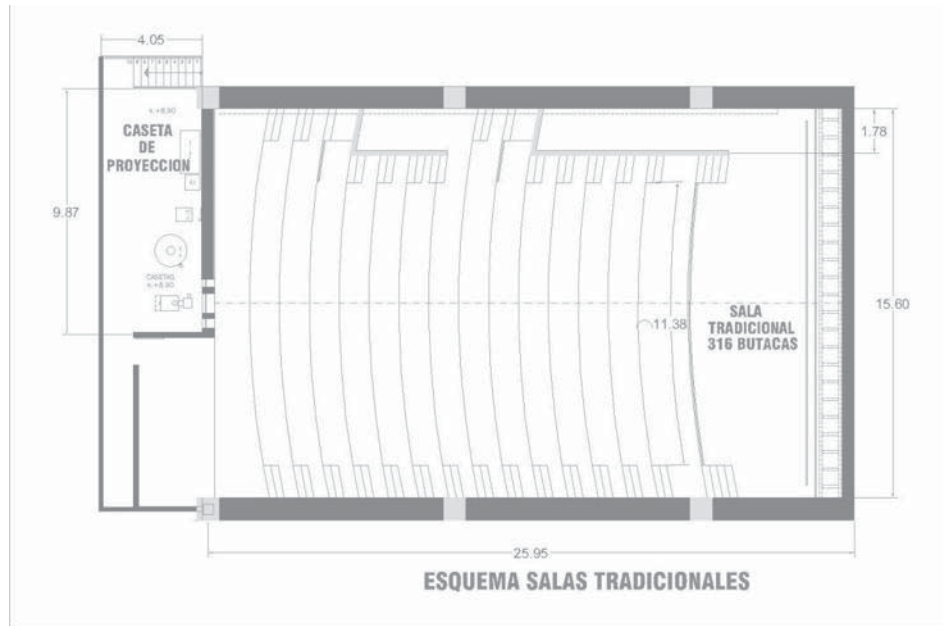 4.05
CASETA
DE
PROYECCION
9.87
CASETAS
1.78
15.60
11.38
SALA
TRADICIONAL
316 BUTACAS
25.95
ESQUEMA SALAS TRADICIONALES